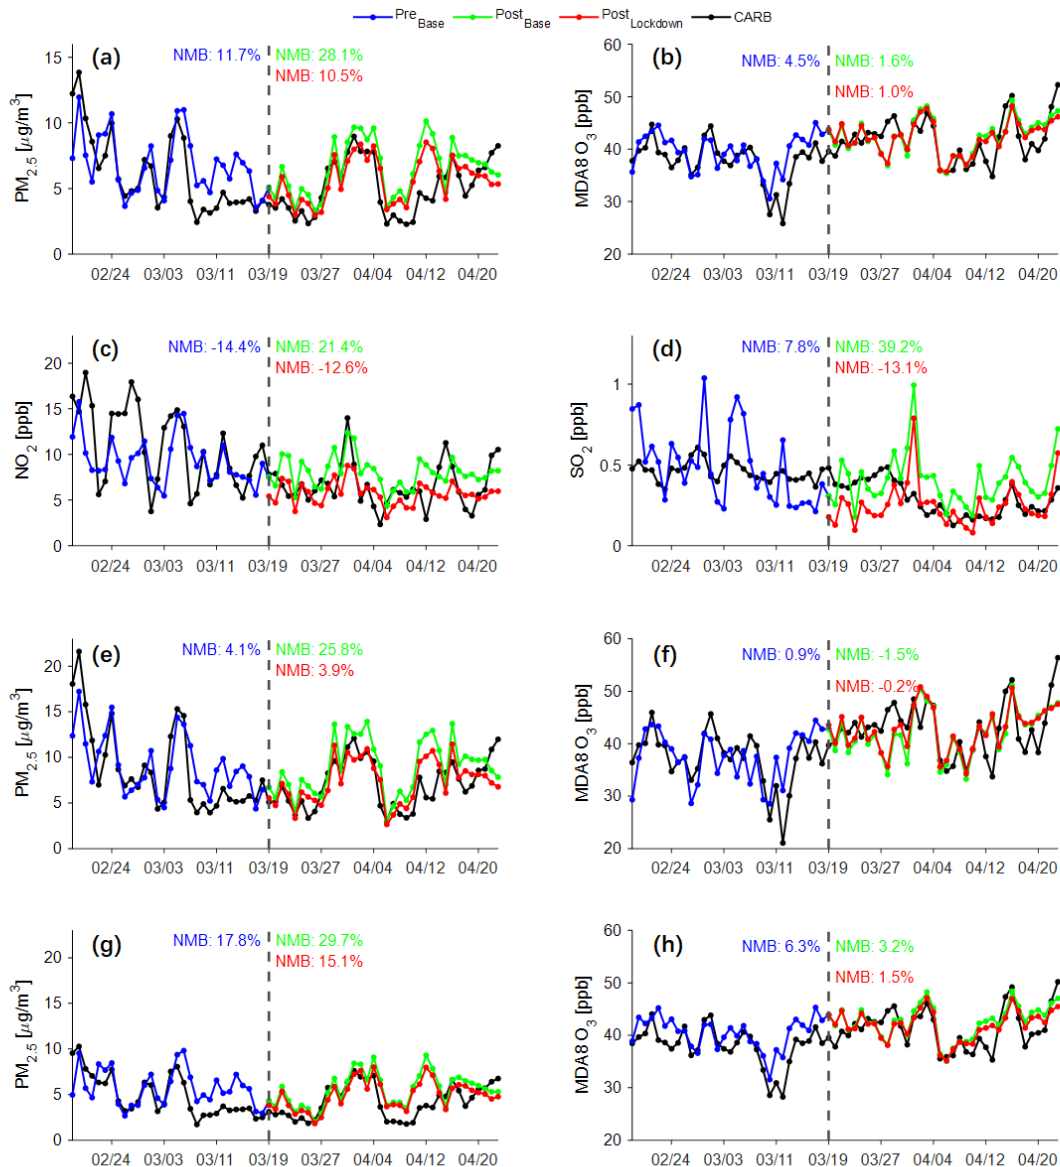 Pre_Base Post_Base Post_Lockdown CARB
(a)
NMB: 11.7%
NMB: 28.1%
NMB: 10.5%
PM2.5 [μg/m3]
15
10
5
0
02/24 03/03 03/11 03/19 03/27 04/04 04/12 04/20
(b)
NMB: 4.5%
NMB: 1.6%
NMB: 1.0%
MDA8 O3 [ppb]
60
50
40
30
20
02/24 03/03 03/11 03/19 03/27 04/04 04/12 04/20
(c)
NMB: -14.4%
NMB: 21.4%
NMB: -12.6%
NO2 [ppb]
20
15
10
5
0
02/24 03/03 03/11 03/19 03/27 04/04 04/12 04/20
(d)
NMB: 7.8%
NMB: 39.2%
NMB: -13.1%
SO2 [ppb]
1
0.5
0
02/24 03/03 03/11 03/19 03/27 04/04 04/12 04/20
(e)
NMB: 4.1%
NMB: 25.8%
NMB: 3.9%
PM2.5 [μg/m3]
20
15
10
5
0
02/24 03/03 03/11 03/19 03/27 04/04 04/12 04/20
(f)
NMB: 0.9%
NMB: -1.5%
NMB: -0.2%
MDA8 O3 [ppb]
60
50
40
30
20
02/24 03/03 03/11 03/19 03/27 04/04 04/12 04/20
(g)
NMB: 17.8%
NMB: 29.7%
NMB: 15.1%
PM2.5 [μg/m3]
20
15
10
5
0
02/24 03/03 03/11 03/19 03/27 04/04 04/12 04/20
(h)
NMB: 6.3%
NMB: 3.2%
NMB: 1.5%
MDA8 O3 [ppb]
60
50
40
30
20
02/24 03/03 03/11 03/19 03/27 04/04 04/12 04/20